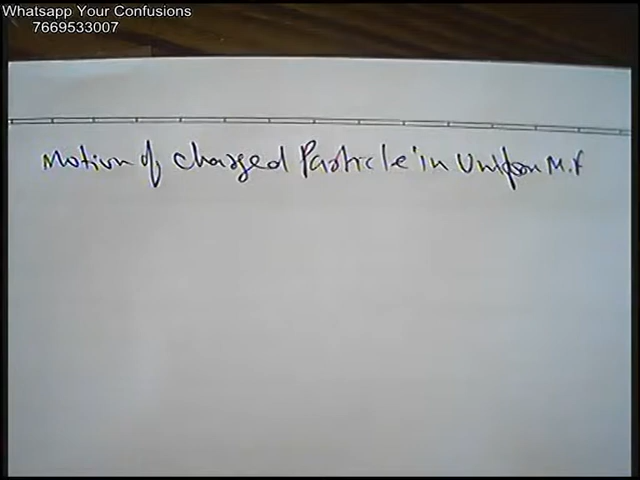 Whatsapp Your Confusions
7669533007
Motion of Charged Particle in Uniform M.F